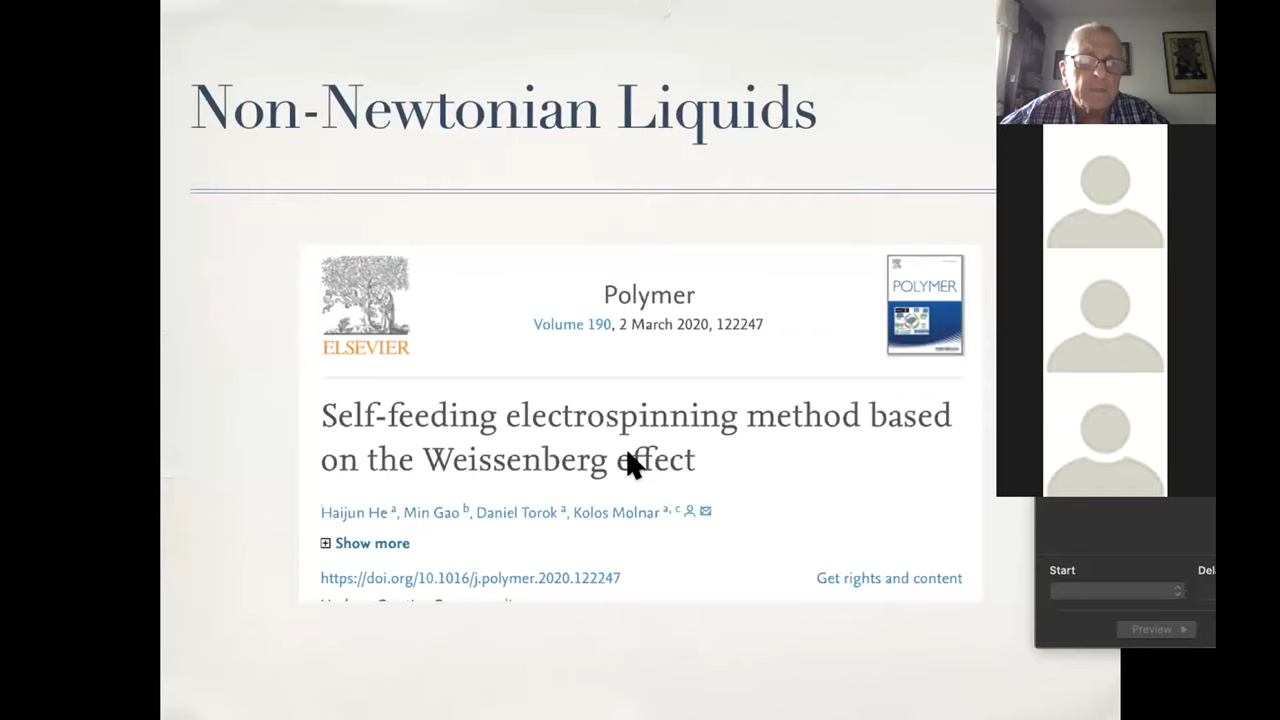 Non-Newtonian Liquids
ELSEVIER
Polymer
Volume 190, 2 March 2020, 122247
POLYMER
Self-feeding electrospinning method based
on the Weissenberg effect
Haijun He a, Min Gao b, Daniel Torok a, Kolos Molnar a, c
Show more
https://doi.org/10.1016/j.polymer.2020.122247
Get rights and content
Start
Preview